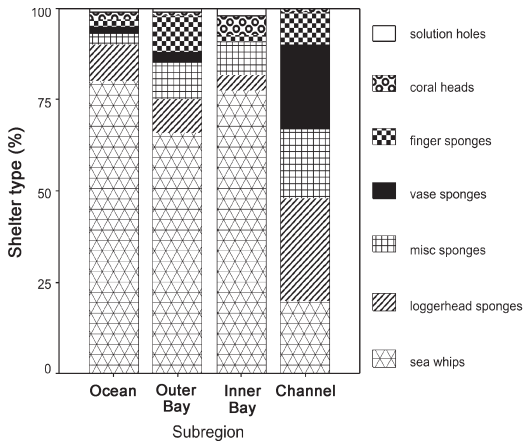 Shelter type (%)
100
75
50
25
0
Ocean
Outer
Bay
Inner
Bay
Channel
Subregion
solution holes
coral heads
finger sponges
vase sponges
misc sponges
loggerhead sponges
sea whips